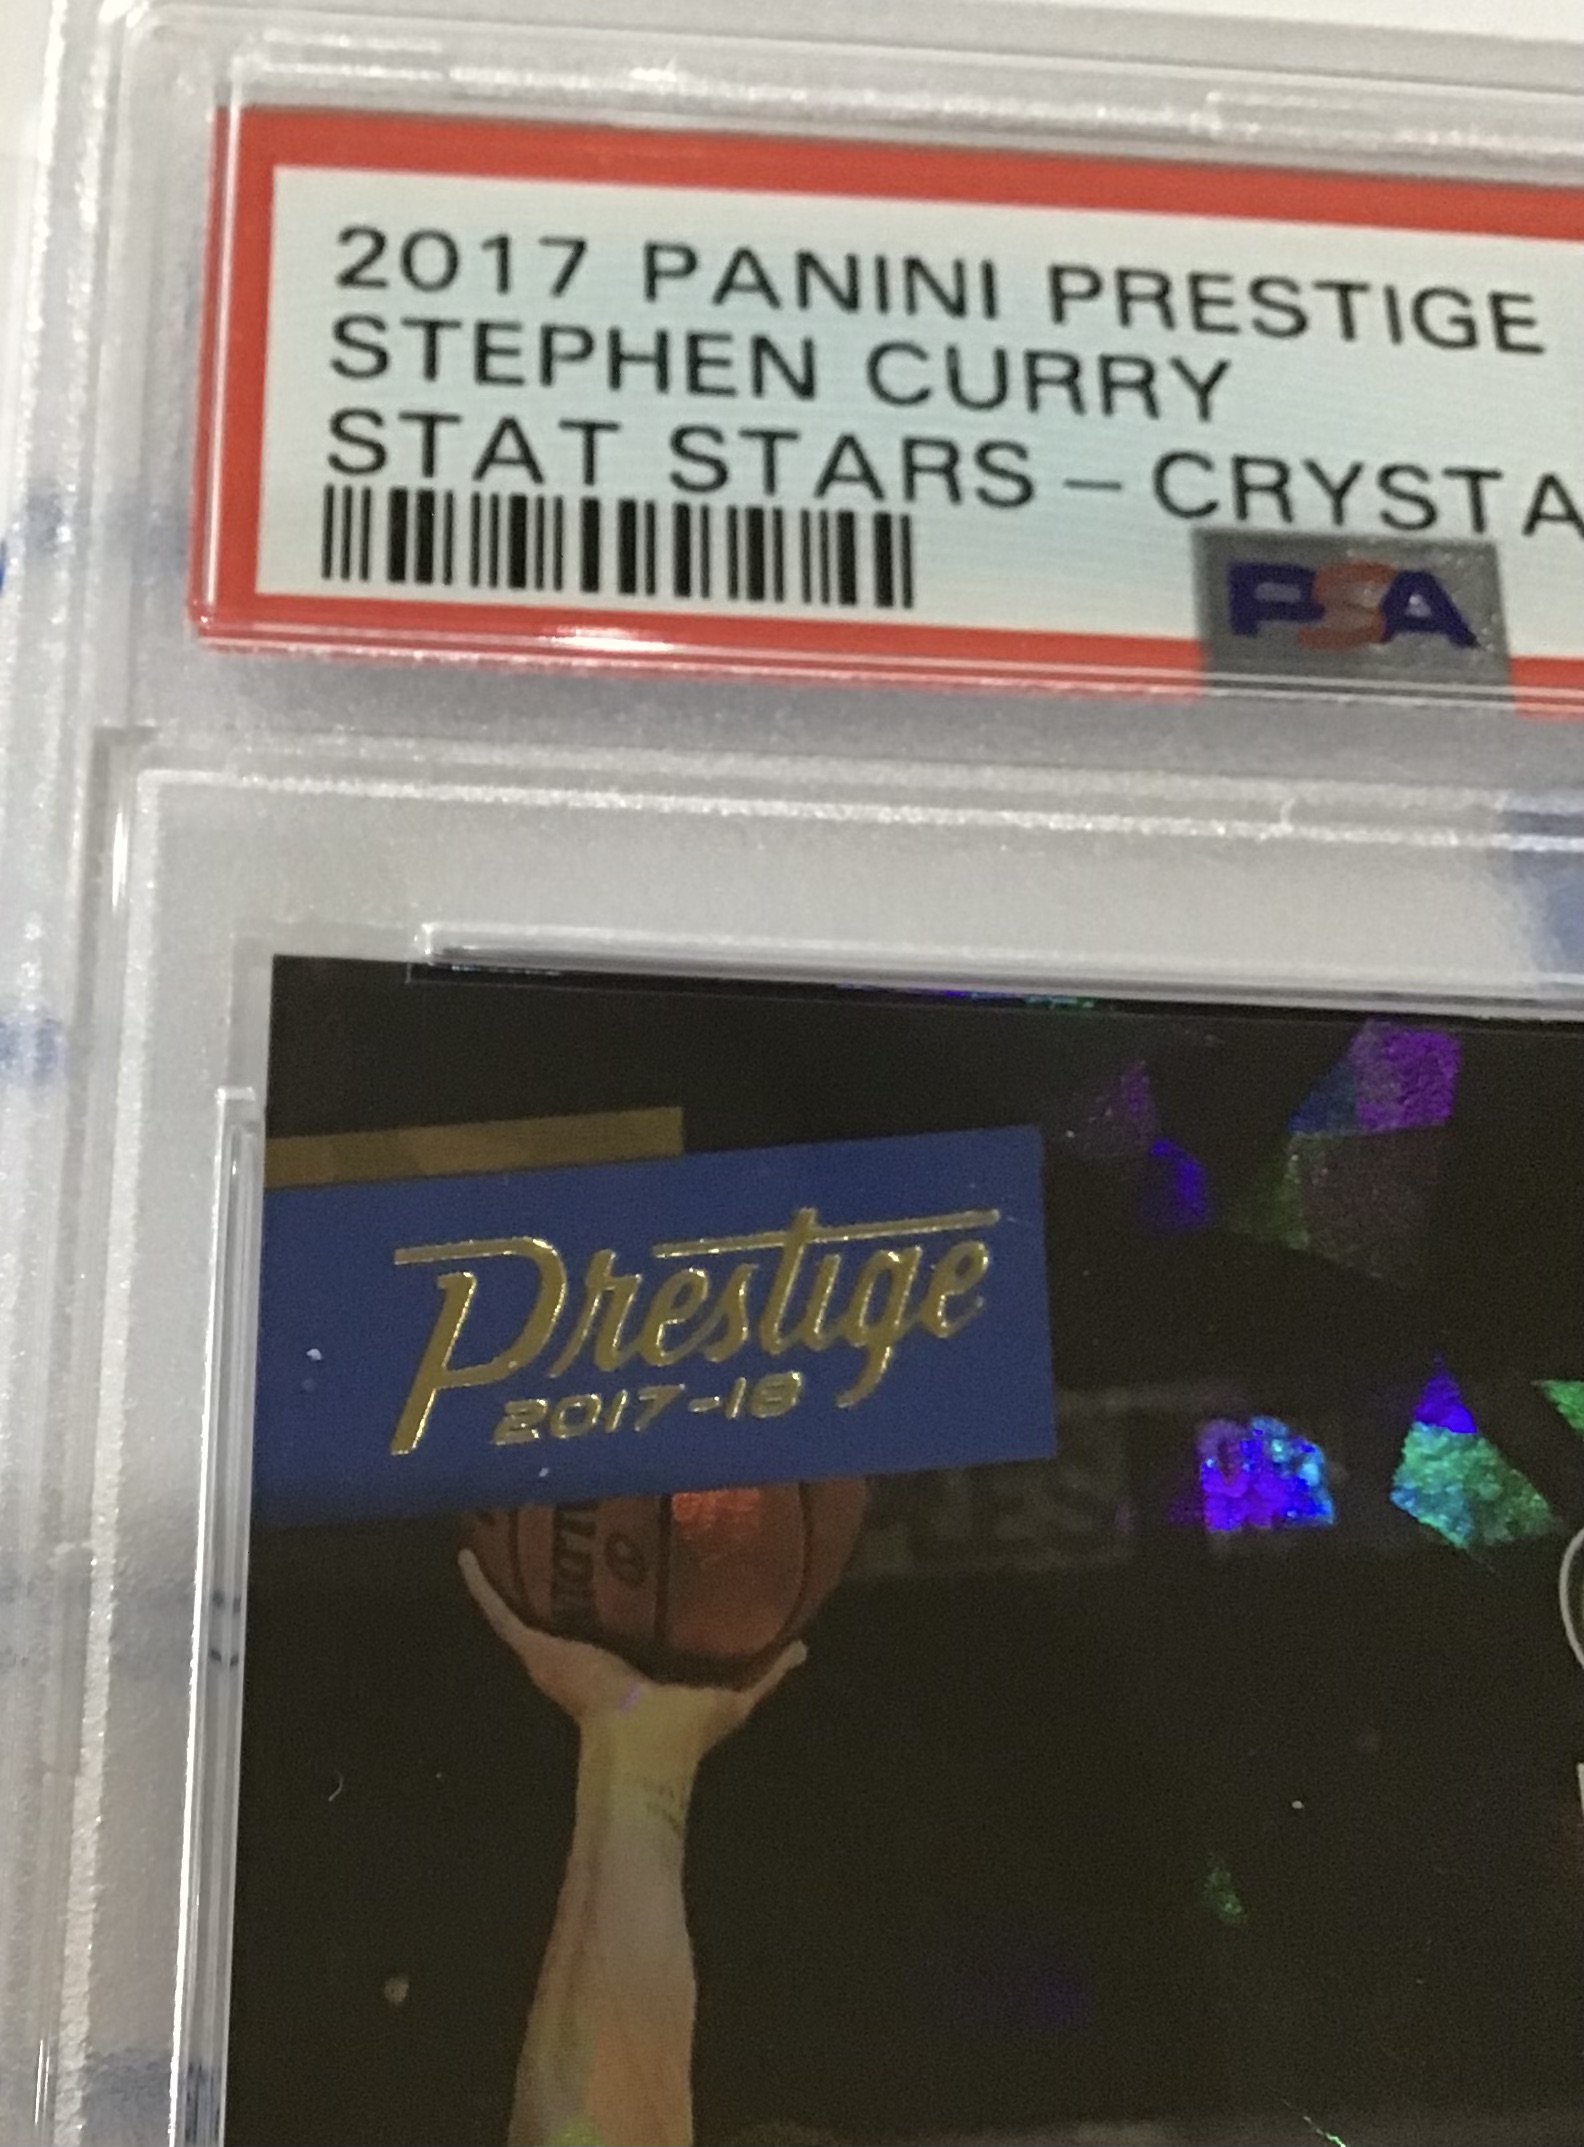 2017 PANINI PRESTIGE
STEPHEN CURRY
STAT STARS - CRYSTA
PSA
Prestige
2017-18